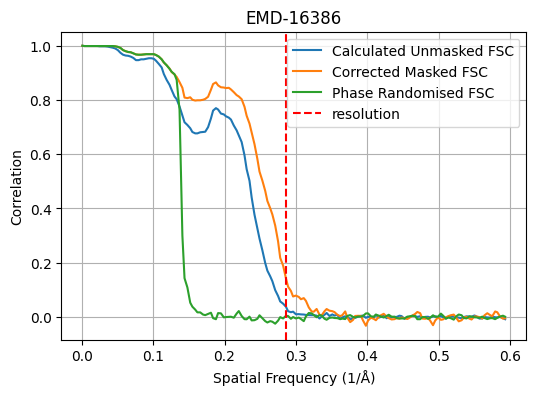 EMD-16386
Calculated Unmasked FSC
Corrected Masked FSC
Phase Randomised FSC
resolution
1.0
0.8
0.6
0.4
0.2
0.0
Correlation
0.0 0.1 0.2 0.3 0.4 0.5 0.6
Spatial Frequency (1/Å)